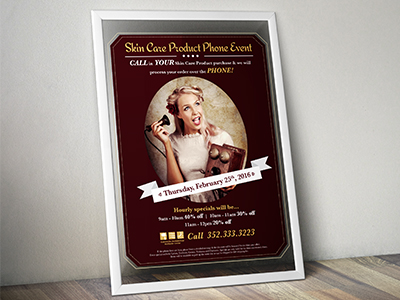 Skin Care Product Phone Event
CALL in YOUR Skin Care Product purchase & we will
process your order over the PHONE!
Thursday, February 25th, 2016
Hourly specials will be...
9am - 10am 40% off | 10am - 11am 30% off
11am - 12pm 20% off
Call 352.333.3223